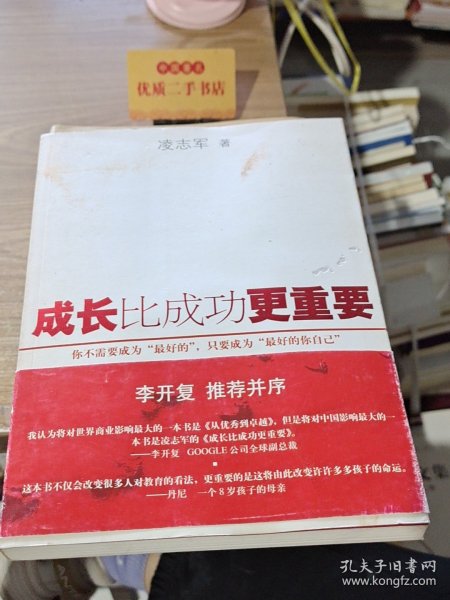 中国书店
优质二手书店
凌志军 著
成长比成功更重要
你不需要成为“最好的”，只要成为“最好的你自己”
李开复 推荐并序
我认为将对世界商业影响最大的一本书是《从优秀到卓越》，但是将对中国影响最大的一
本书是凌志军的《成长比成功更重要》。
——李开复 GOOGLE公司全球副总裁
这本书不仅会改变很多人对教育的看法，更重要的是这将由此改变许许多多孩子的命运。
——丹尼 一个8岁孩子的母亲
孔夫子旧书网
www.kongfz.com